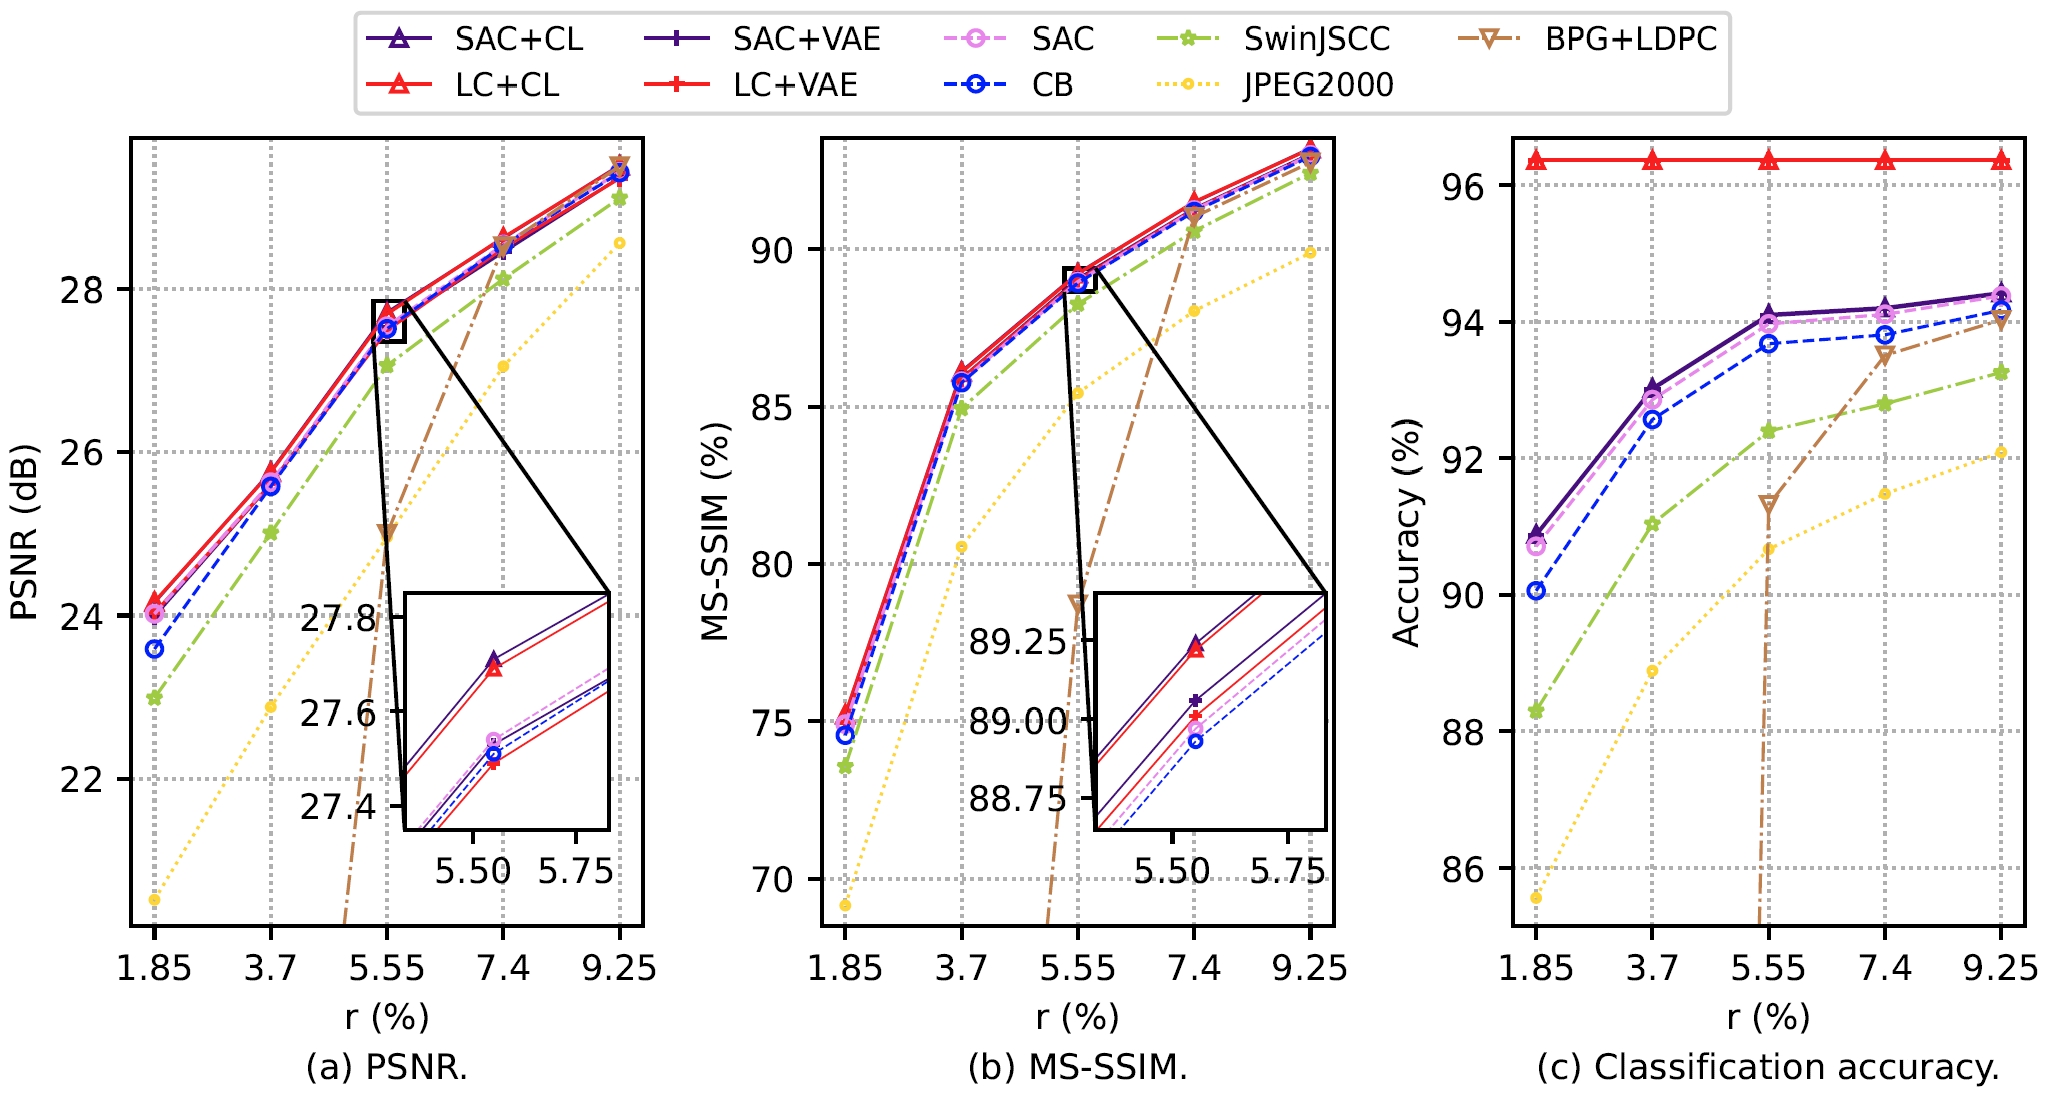 SAC+CL SAC+VAE SAC SwinJSCC BPG+LDPC
LC+CL LC+VAE CB JPEG2000
PSNR (dB)
28
26
24
22
27.8
27.6
27.4
5.50 5.75
1.85 3.7 5.55 7.4 9.25
r (%)
(a) PSNR.
MS-SSIM (%)
90
85
80
75
70
89.25
89.00
88.75
5.50 5.75
1.85 3.7 5.55 7.4 9.25
r (%)
(b) MS-SSIM.
Accuracy (%)
96
94
92
90
88
86
1.85 3.7 5.55 7.4 9.25
r (%)
(c) Classification accuracy.